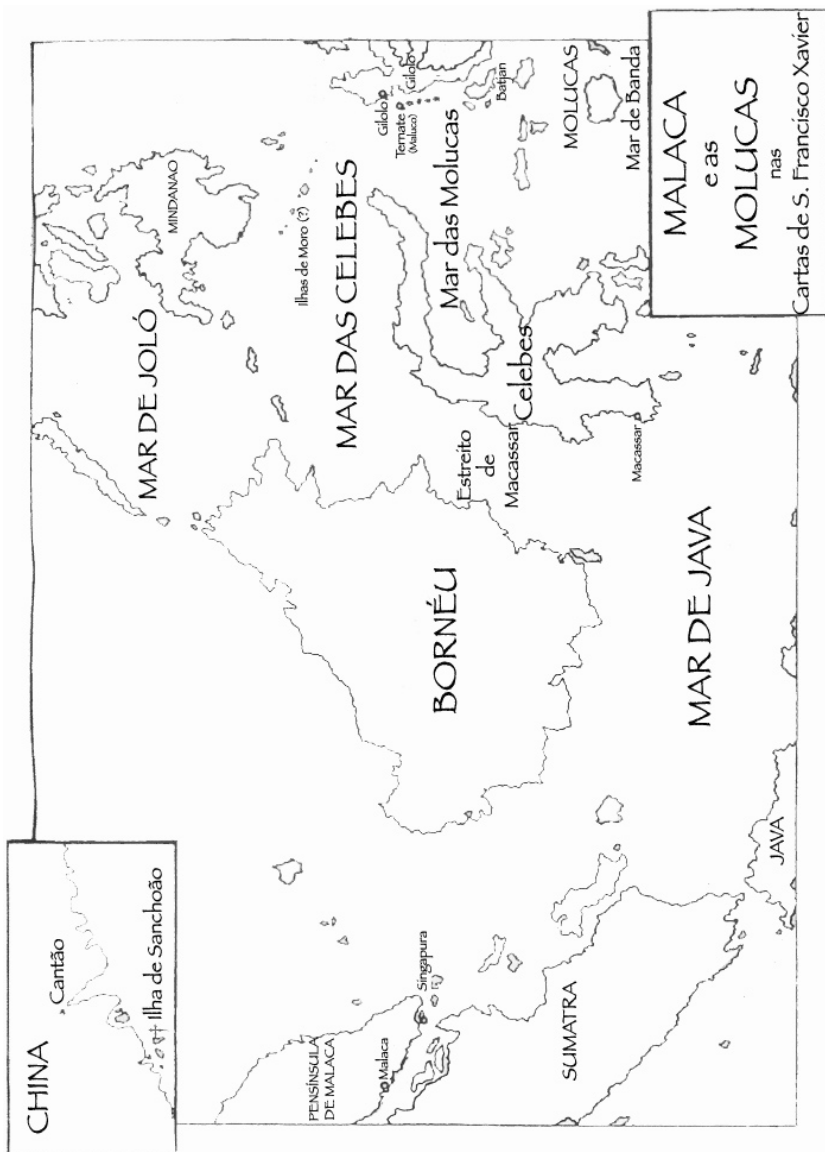 CHINA
Cantão
Ilha de Sanchoão
MAR DE JOLÓ
MINDANAO
Ilhas de Moro (?)
MAR DAS CELEBES
Gilolo
Gilolo
Ternate
(Maluco)
Mar das Molucas
Batjan
MOLUCAS
Mar de Banda
Estreito
de
Macassar
Celebes
Macassar
BORNÉU
MAR DE JAVA
PENSÍNSULA
DE MALACA
Malaca
Singapura
SUMATRA
JAVA
MALACA
e as
MOLUCAS
nas
Cartas de S. Francisco Xavier